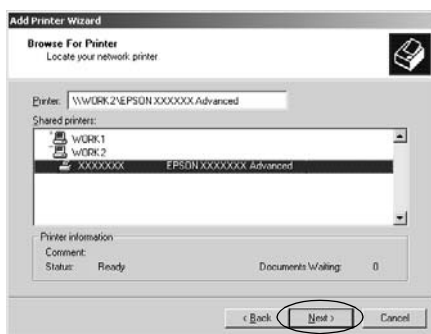 Add Printer Wizard
Browse For Printer
Locate your network printer
Printer: \\WORK2\EPSON XXXXXX Advanced
Shared printers:
WORK1
WORK2
XXXXXXX EPSON XXXXXXX Advanced
Printer information
Comment:
Status: Ready Documents Waiting: 0
< Back Next > Cancel